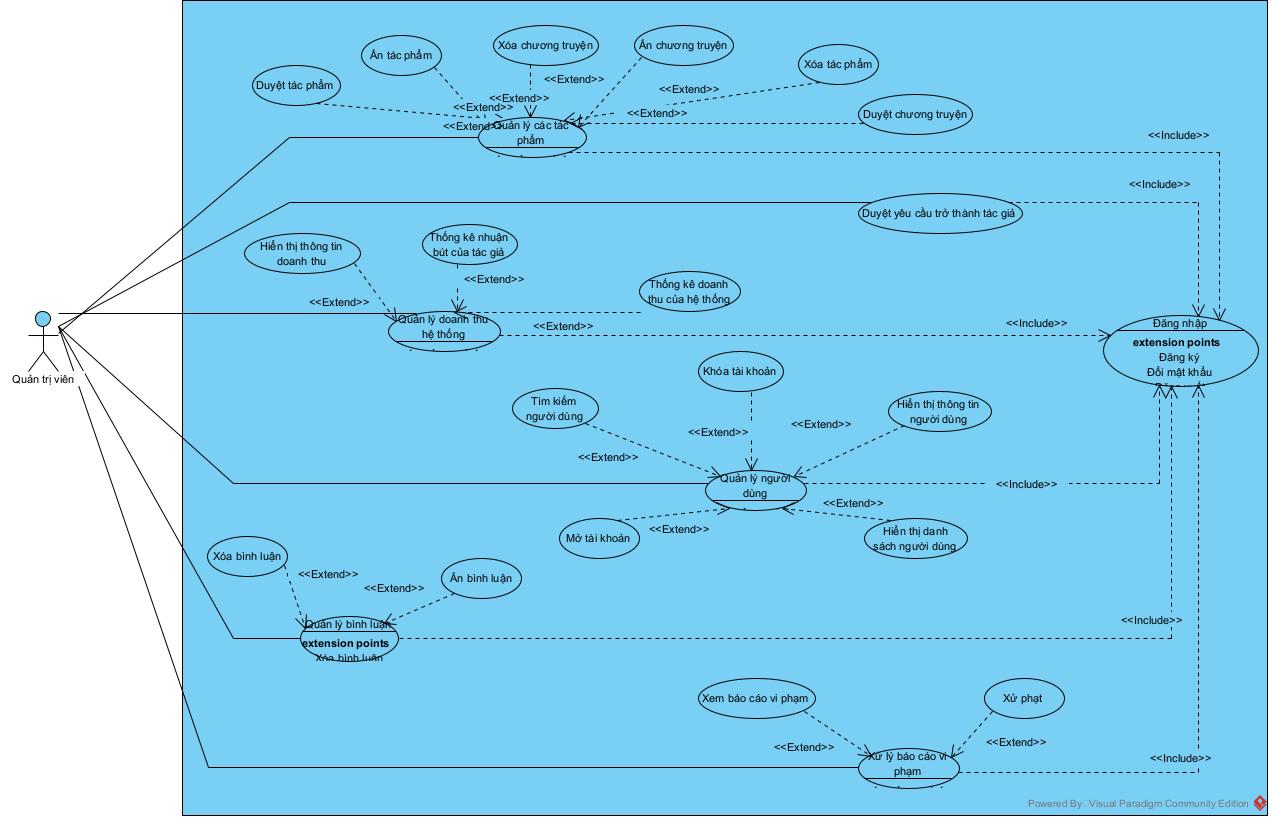 Xóa chương truyện
Ẩn chương truyện
Ẩn tác phẩm
Xóa tác phẩm
<<Extend>>
Duyệt tác phẩm
<<Extend>>
<<Extend>>
<<Extend>>
<<Extend>>
Duyệt chương truyện
<<Extend>>
Quản lý các tác
phẩm
<<Include>>
<<Include>>
Duyệt yêu cầu trở thành tác giả
Hiển thị thông tin
doanh thu
Thống kê nhuận
bút của tác giả
<<Extend>>
Thống kê doanh
thu của hệ thống
<<Extend>>
Quản lý doanh thu
hệ thống
<<Extend>>
<<Include>>
Đăng nhập
extension points
Đăng ký
Đổi mật khẩu
Quản trị viên
Khóa tài khoản
Tìm kiếm
người dùng
Hiển thị thông tin
người dùng
<<Extend>>
<<Extend>>
<<Extend>>
Quản lý người
dùng
<<Include>>
<<Extend>>
<<Extend>>
Mở tài khoản
Hiển thị danh
sách người dùng
Xóa bình luận
<<Extend>>
<<Extend>>
Ẩn bình luận
Quản lý bình luận
extension points
Xóa bình luận
<<Include>>
Xem báo cáo vi phạm
Xử phạt
<<Extend>>
<<Extend>>
Xử lý báo cáo vi
phạm
<<Include>>
Powered By Visual Paradigm Community Edition